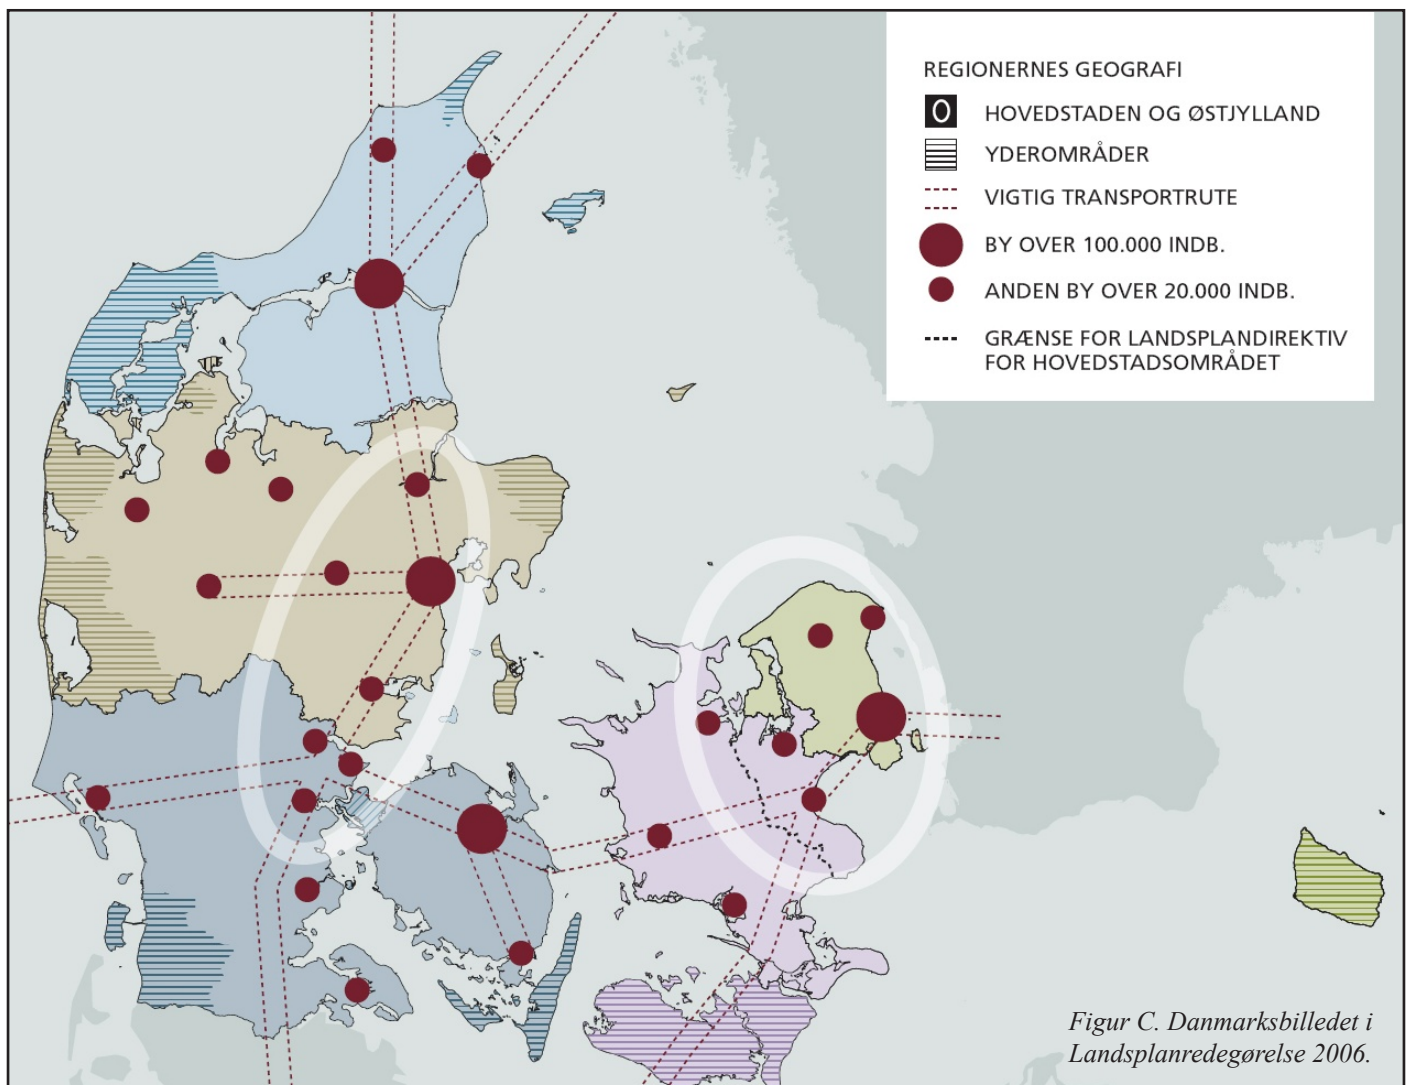 REGIONERNES GEOGRAFI
HOVEDSTADEN OG ØSTJYLLAND
YDEROMRÅDER
VIGTIG TRANSPORTRUTE
BY OVER 100.000 INDB.
ANDEN BY OVER 20.000 INDB.
GRÆNSE FOR LANDSPLANDIREKTIV
FOR HOVEDSTADSOMRÅDET
Figur C. Danmarksbilledet i
Landsplanredegørelse 2006.